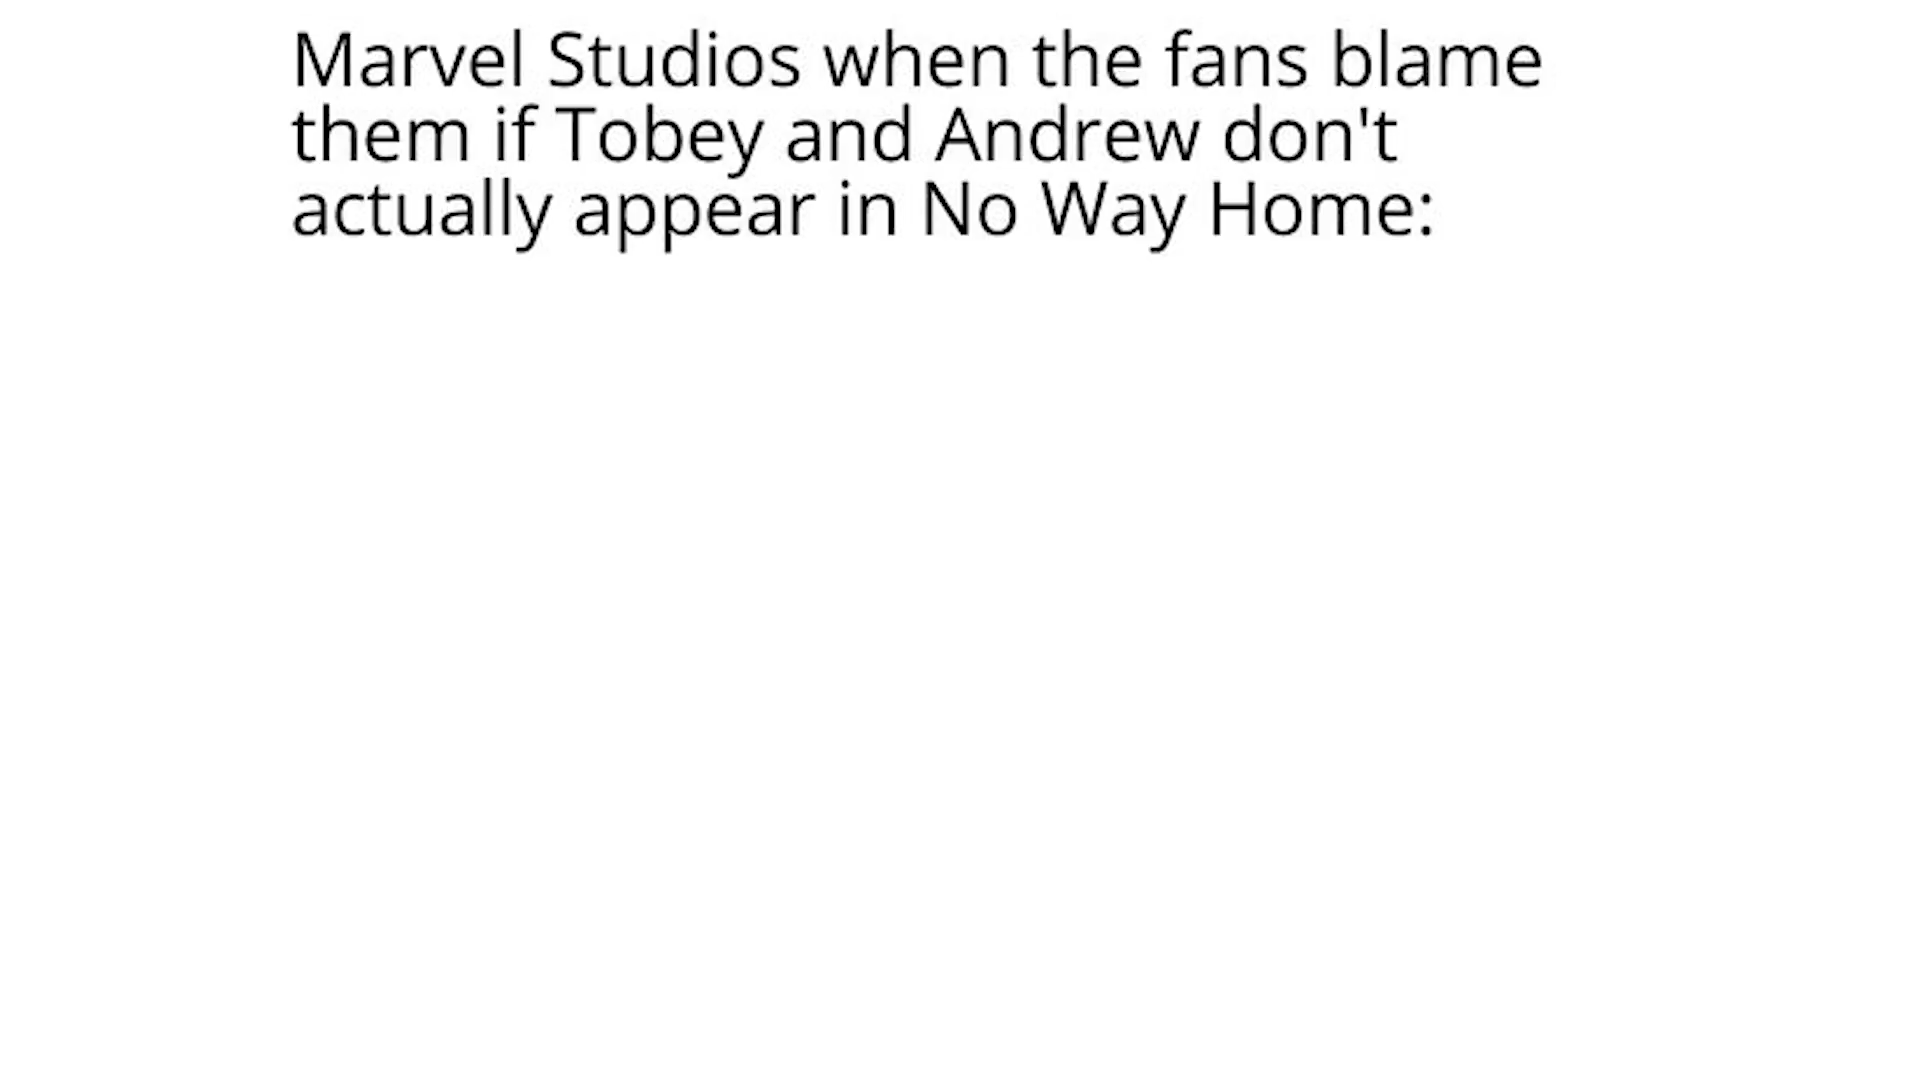 Marvel Studios when the fans blame
them if Tobey and Andrew don't
actually appear in No Way Home: